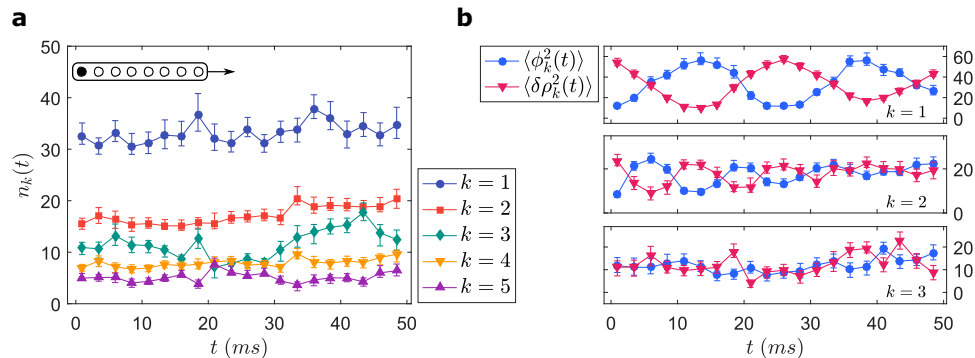 a
50
40
30
20
10
0
n_k(t)
0 10 20 30 40 50
t (ms)
k = 1
k = 2
k = 3
k = 4
k = 5
b
⟨ϕ_k^2(t)⟩
⟨δρ_k^2(t)⟩
60
40
20
0
k = 1
20
0
k = 2
20
10
0
k = 3
0 10 20 30 40 50
t (ms)